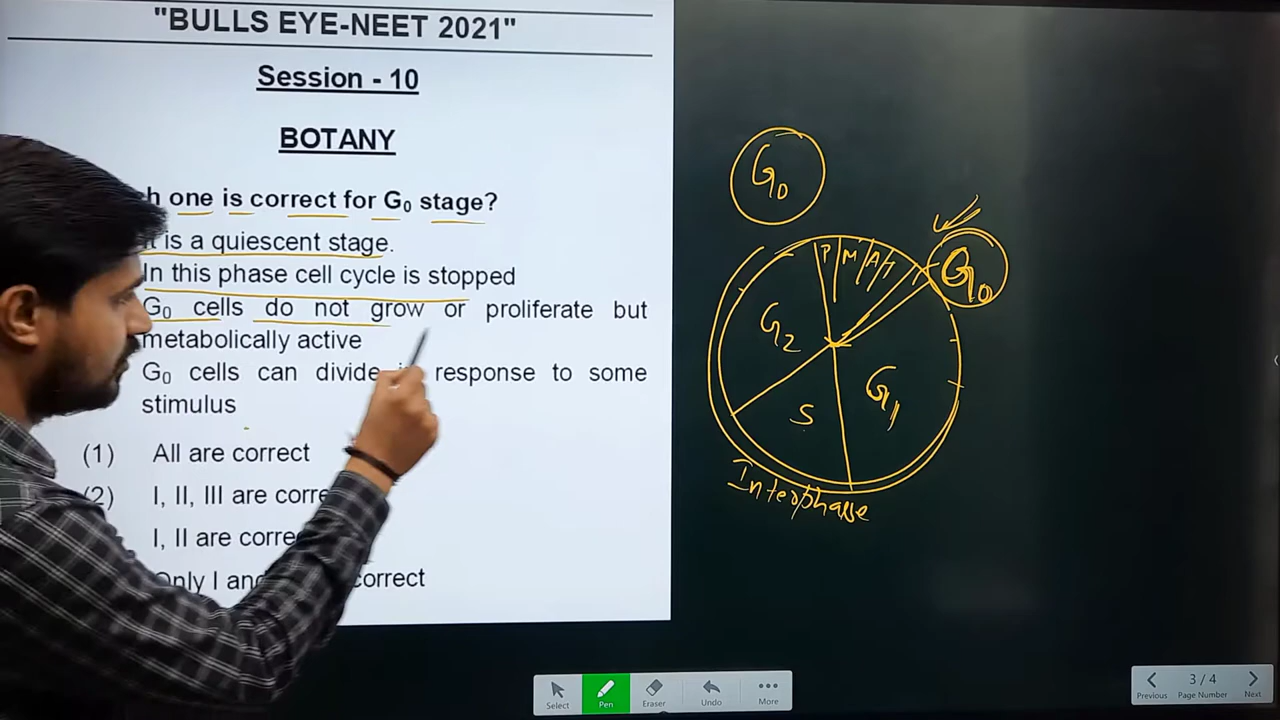 "BULLS EYE-NEET 2021"
Session - 10
BOTANY
one is correct for G₀ stage?
is a quiescent stage.
In this phase cell cycle is stopped
G₀ cells do not grow or proliferate but
metabolically active
G₀ cells can divide response to some
stimulus
(1) All are correct
(2) I, II, III are
I, II are
Only I correct
G₀
P M A T
G₀
G₂
G₁
S
Interphase
Select Pen Eraser Undo More
3 / 4
Previous Page Number Next